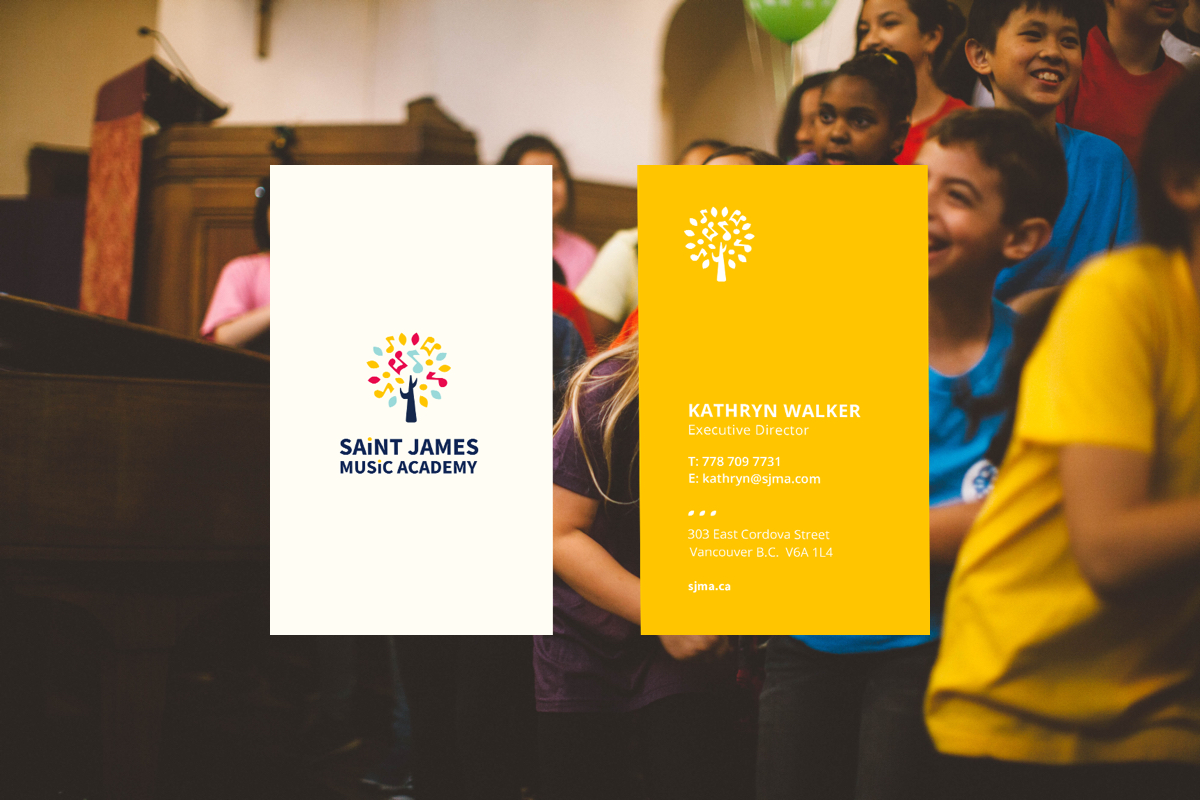 SAiNT JAMES
MUSiC ACADEMY
KATHRYN WALKER
Executive Director
T: 778 709 7731
E: kathryn@sjma.com
303 East Cordova Street
Vancouver B.C. V6A 1L4
sjma.ca